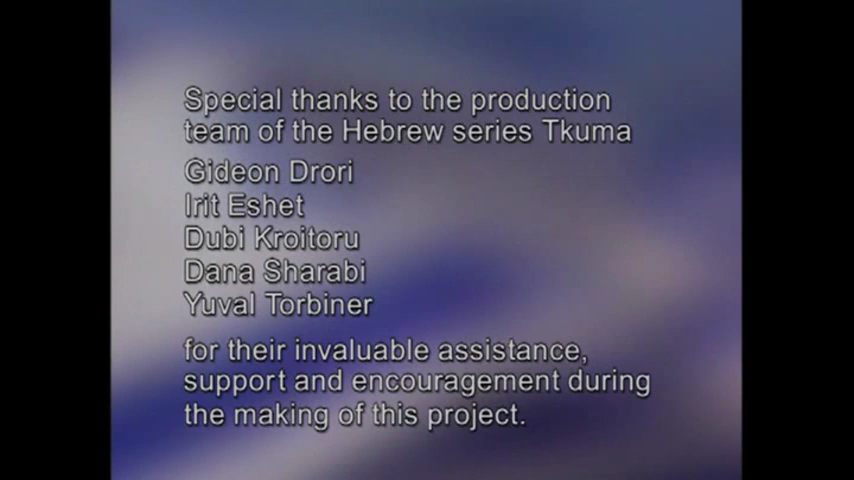 Special thanks to the production
team of the Hebrew series Tkuma
Gideon Drori
Irit Eshet
Dubi Kroitoru
Dana Sharabi
Yuval Torbiner
for their invaluable assistance,
support and encouragement during
the making of this project.